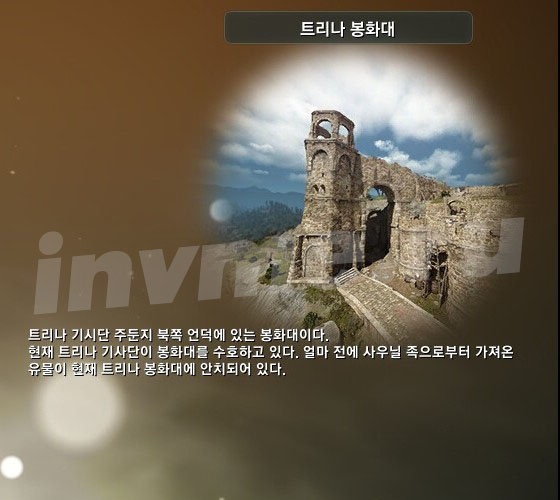 트리나 봉화대
트리나 기시단 주둔지 북쪽 언덕에 있는 봉화대이다.
현재 트리나 기사단이 봉화대를 수호하고 있다. 얼마 전에 사우닐 족으로부터 가져온
유물이 현재 트리나 봉화대에 안치되어 있다.